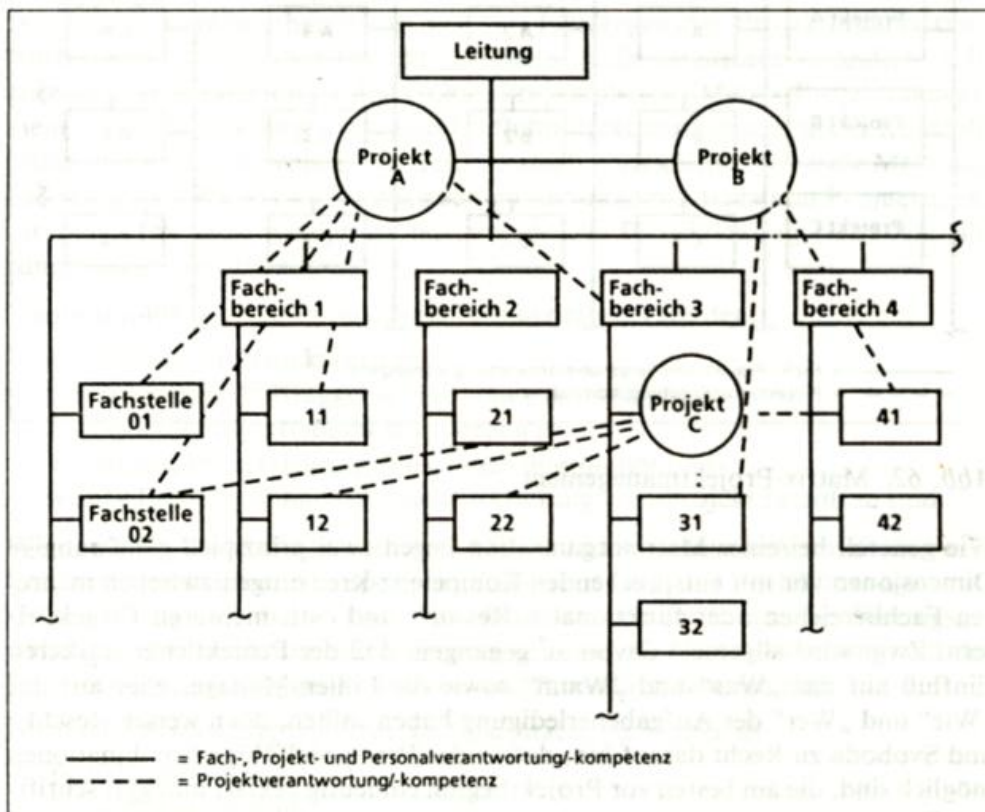 Leitung
Projekt
A
Projekt
B
Fach-
bereich 1
Fach-
bereich 2
Fach-
bereich 3
Fach-
bereich 4
Fachstelle
01
11
21
Projekt
C
41
Fachstelle
02
12
22
31
42
32
= Fach-, Projekt- und Personalverantwortung/-kompetenz
= Projektverantwortung/-kompetenz